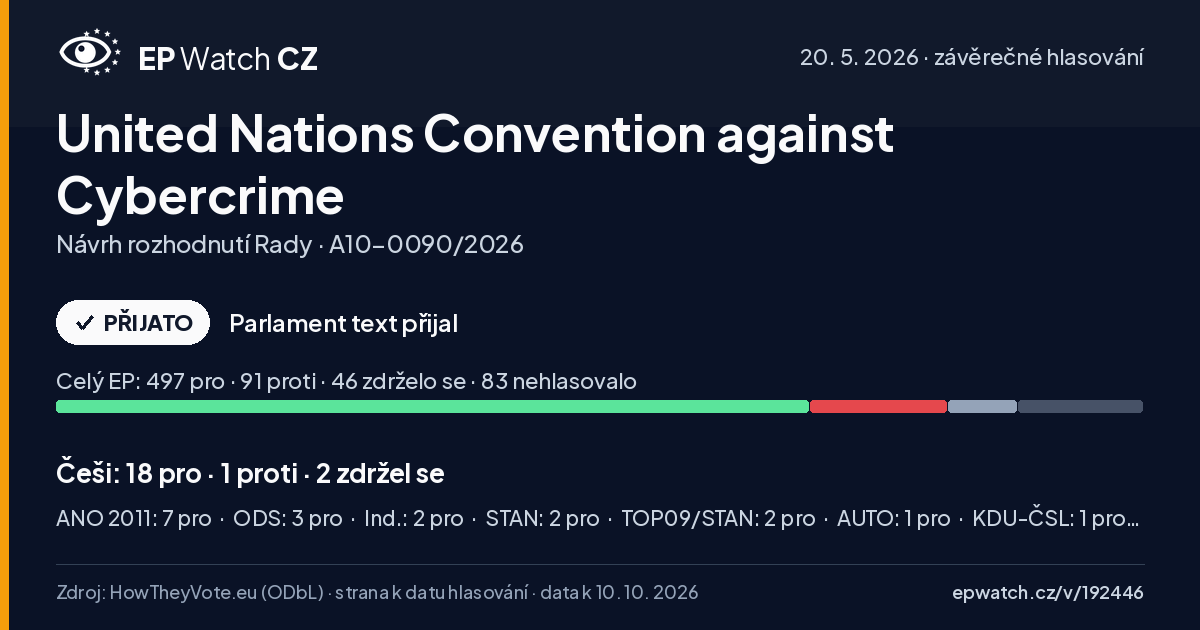 EP Watch CZ
20. 5. 2026 · závěrečné hlasování
United Nations Convention against
Cybercrime
Návrh rozhodnutí Rady · A10–0090/2026
✓ PŘIJATO
Parlament text přijal
Celý EP: 497 pro · 91 proti · 46 zdrželo se · 83 nehlasovalo
Češi: 18 pro · 1 proti · 2 zdržel se
ANO 2011: 7 pro · ODS: 3 pro · Ind.: 2 pro · STAN: 2 pro · TOP09/STAN: 2 pro · AUTO: 1 pro · KDU-ČSL: 1 pro…
Zdroj: HowTheyVote.eu (ODbL) · strana k datu hlasování · data k 10. 10. 2026
epwatch.cz/v/192446